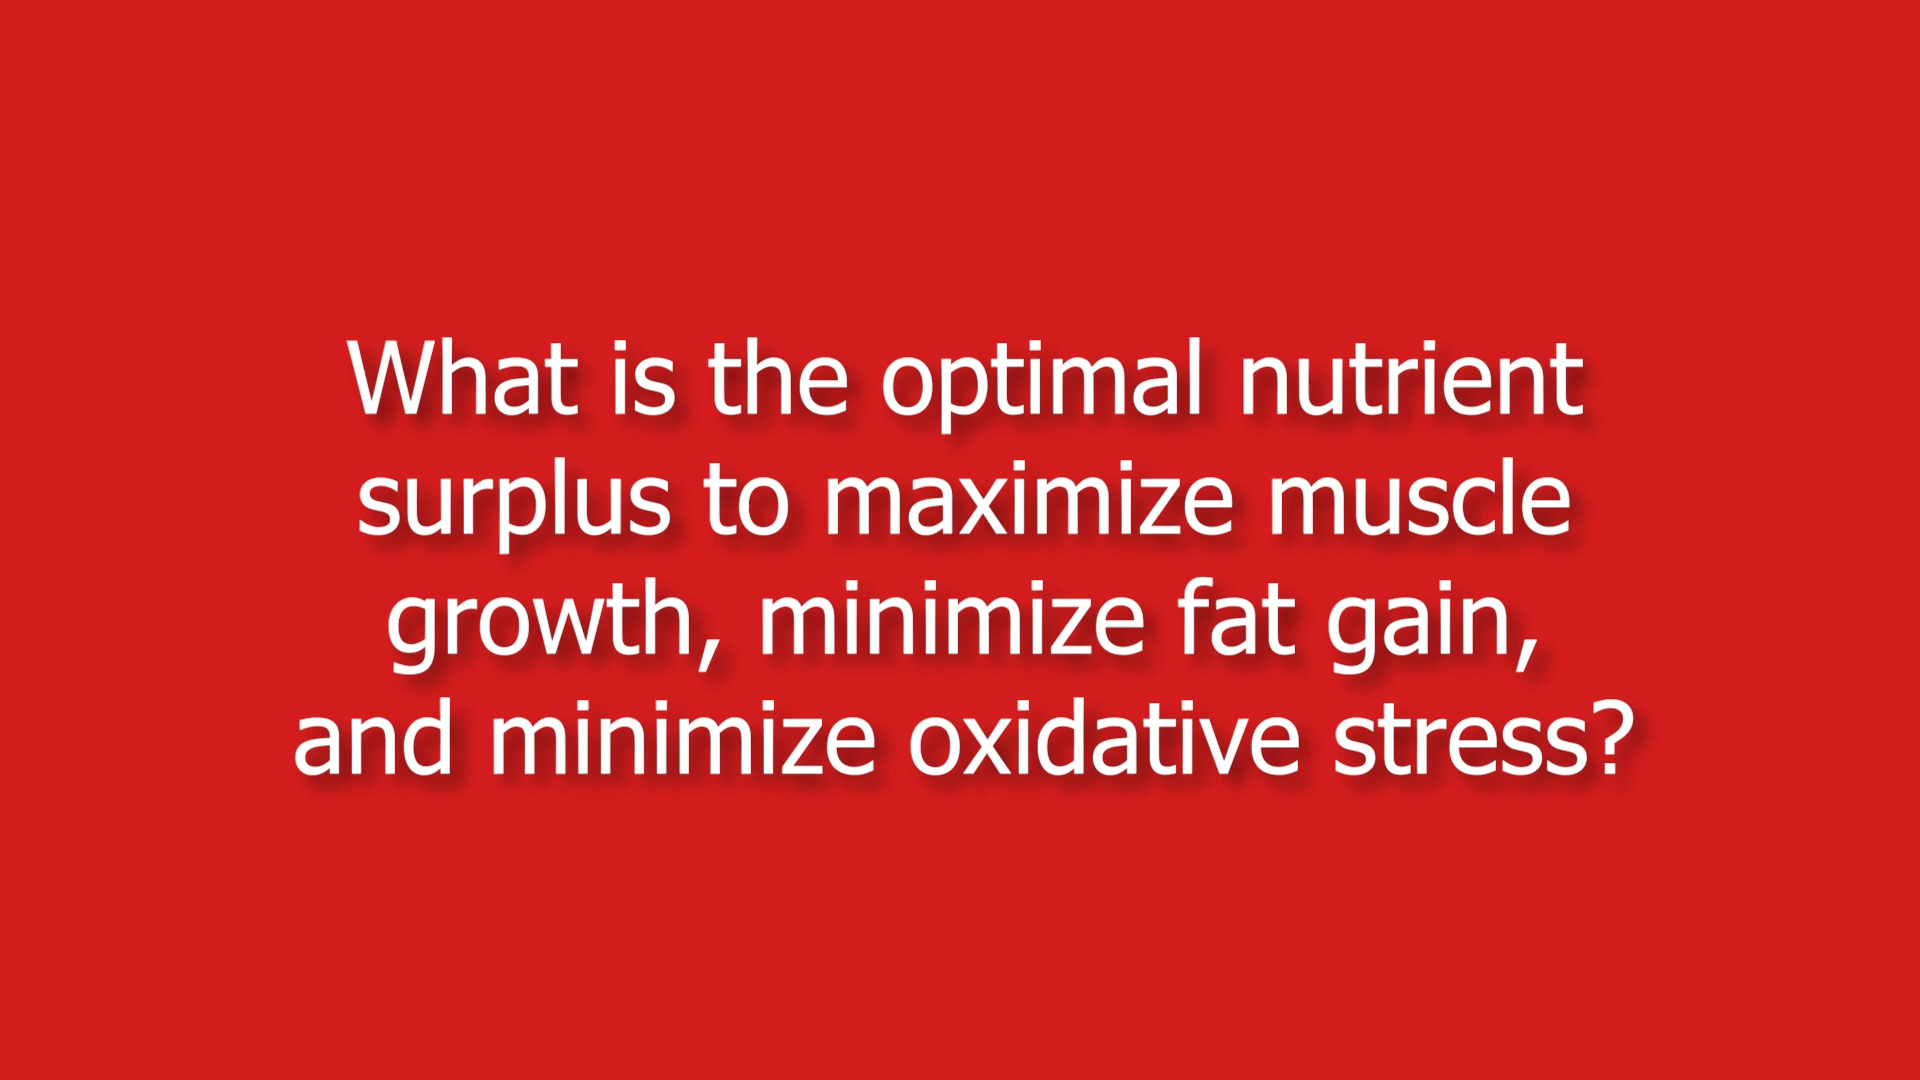 What is the optimal nutrient
surplus to maximize muscle
growth, minimize fat gain,
and minimize oxidative stress?